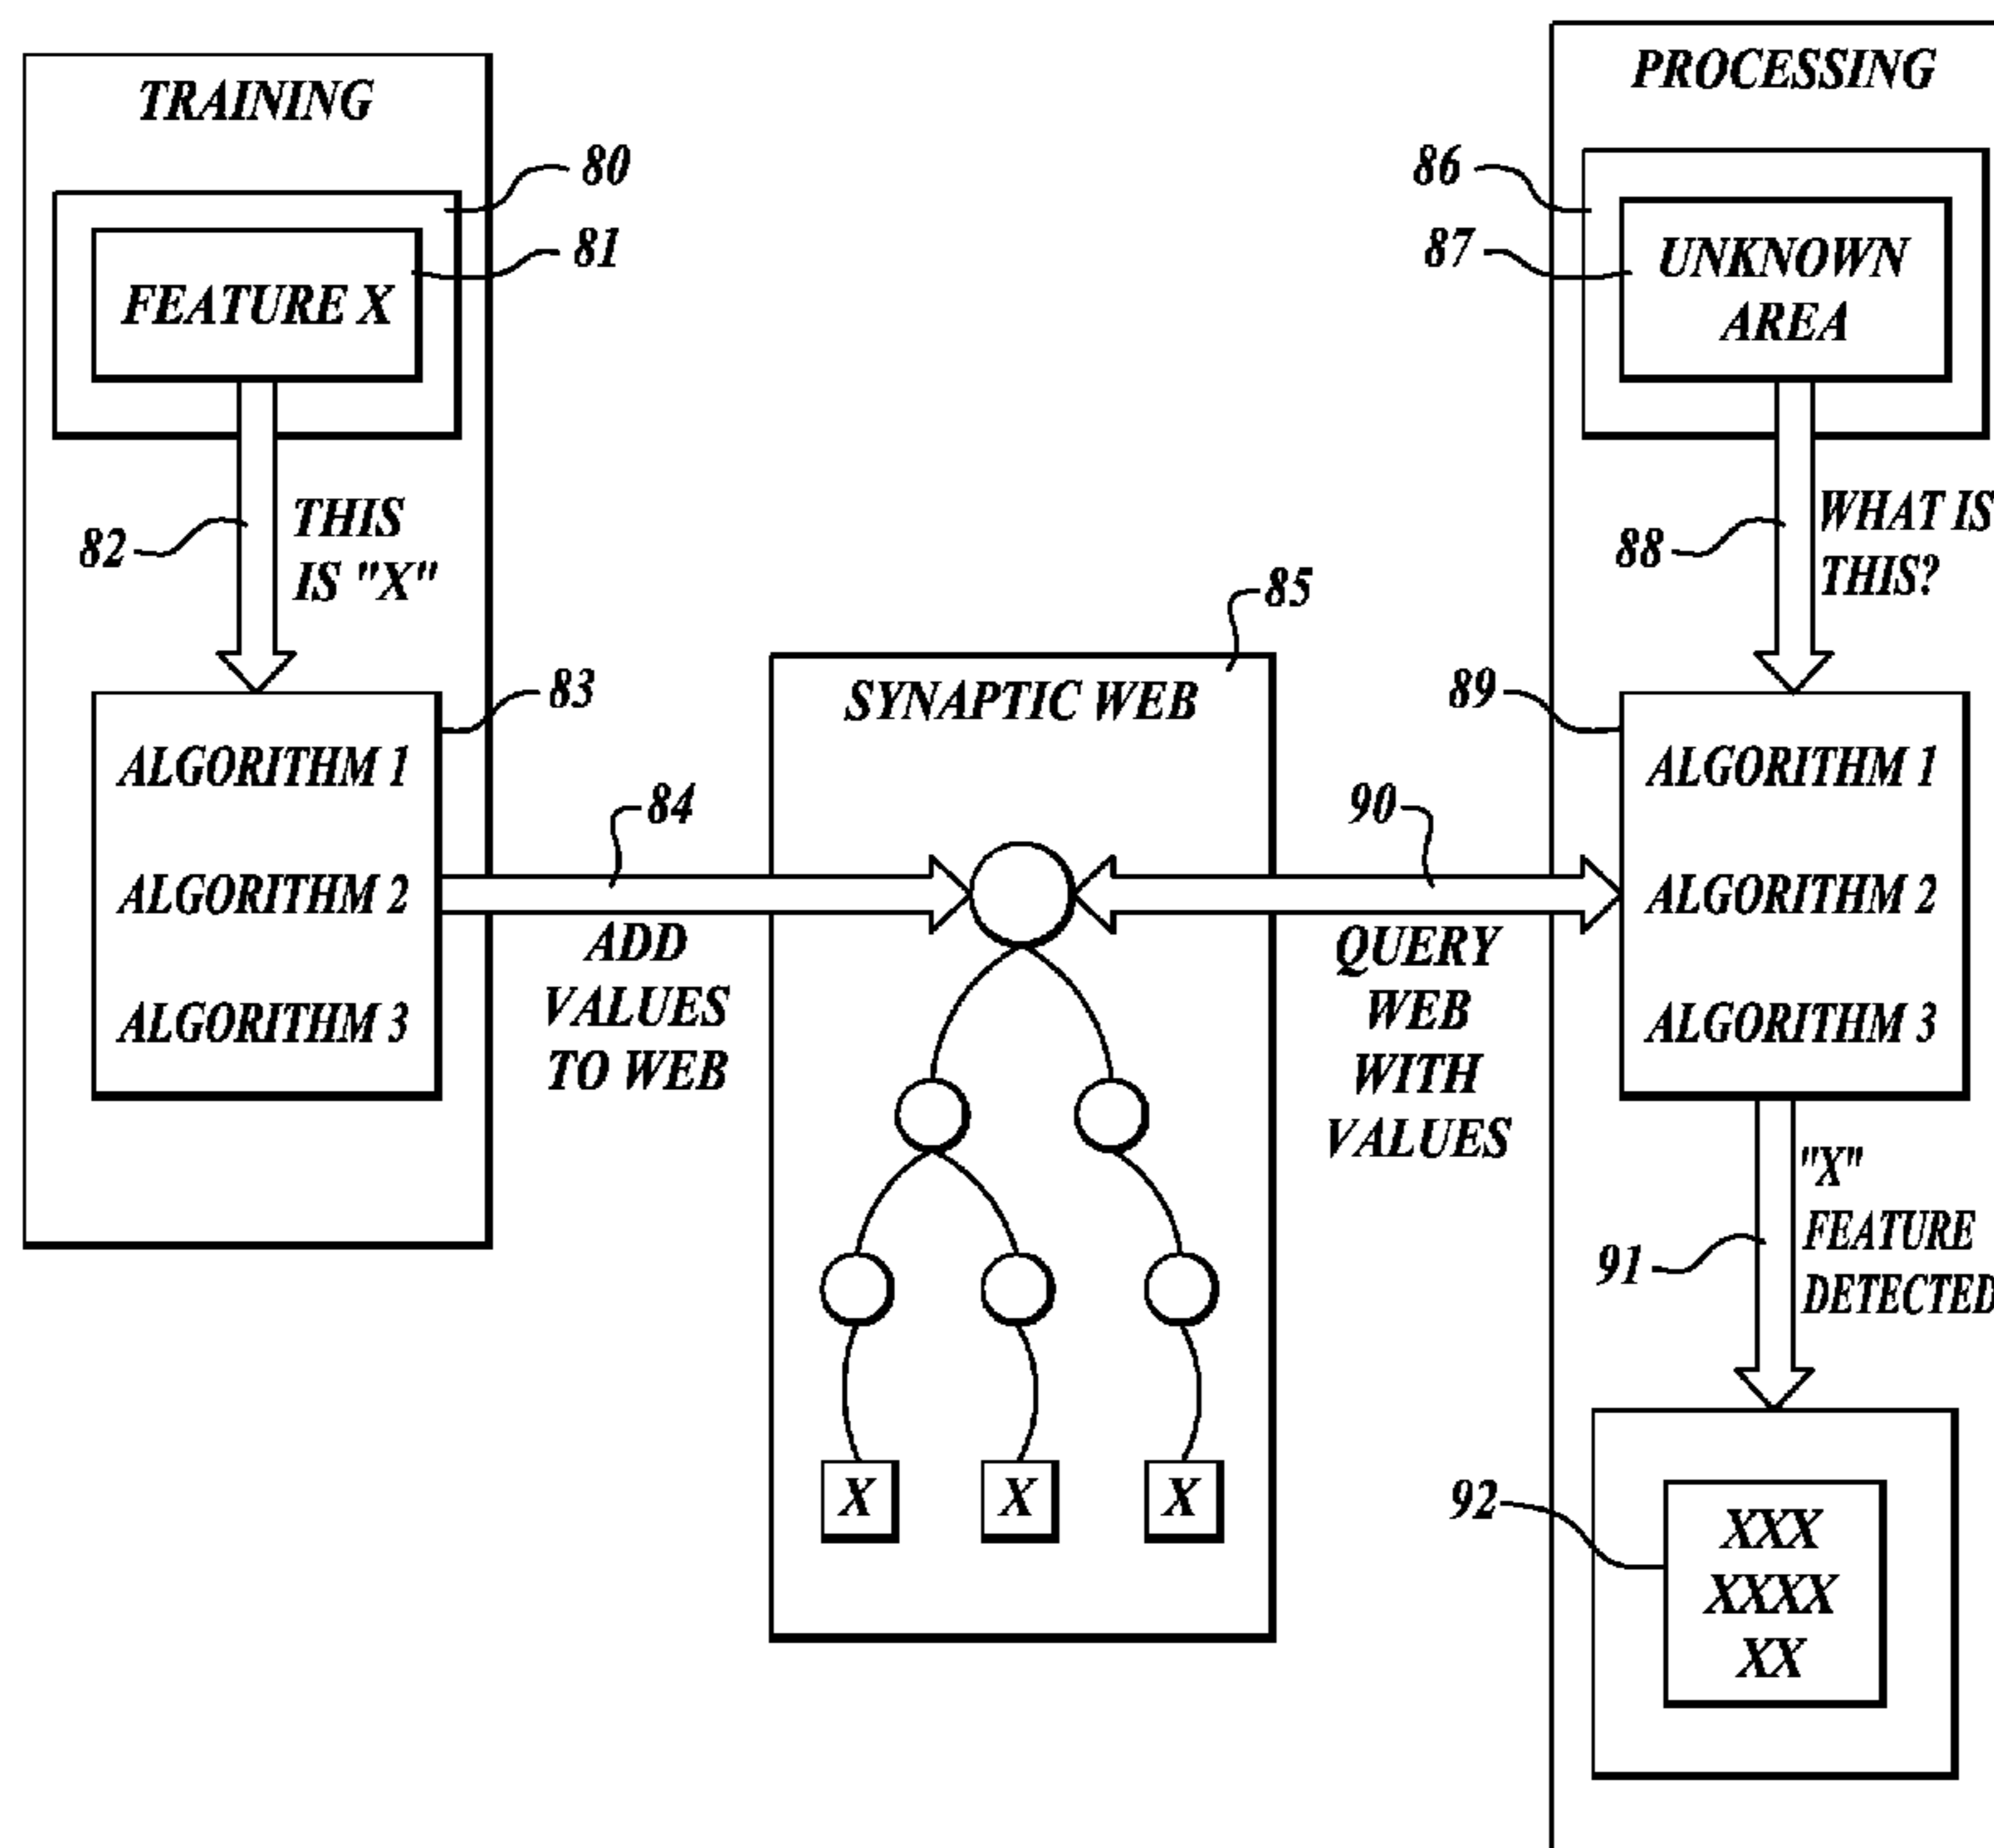 TRAINING
80
81
FEATURE X
82
THIS
IS "X"
83
ALGORITHM 1
ALGORITHM 2
ALGORITHM 3
84
ADD
VALUES
TO WEB
85
SYNAPTIC WEB
X
X
X
90
QUERY
WEB
WITH
VALUES
PROCESSING
86
87
UNKNOWN
AREA
88
WHAT IS
THIS?
89
ALGORITHM 1
ALGORITHM 2
ALGORITHM 3
91
"X"
FEATURE
DETECTED
92
XXX
XXXX
XX